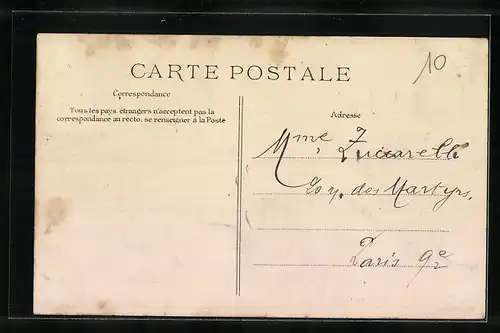 10
CARTE POSTALE
Correspondance
Tous les pays étrangers n'acceptent pas la
correspondance au recto. se renseigner à la Poste
Adresse
Mme Zuccarelli
des Martyrs.
Paris 9e